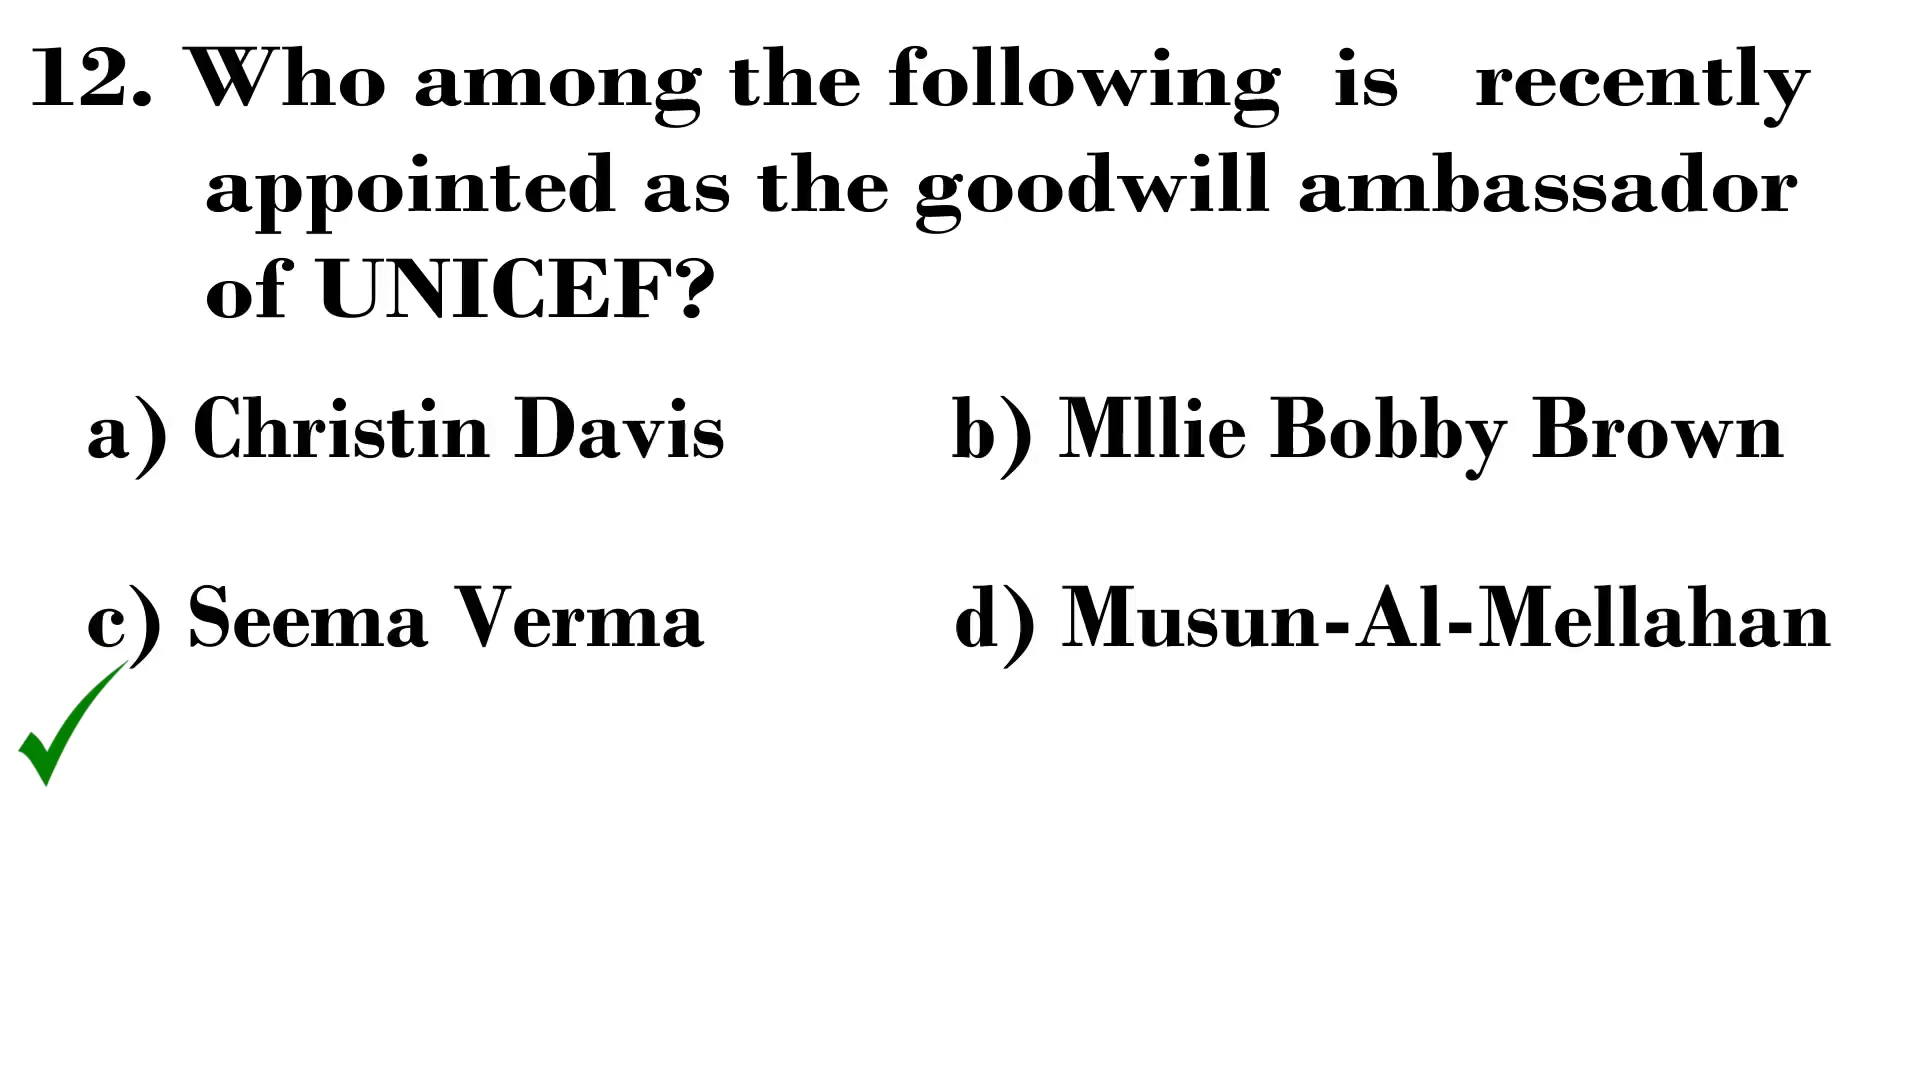 12. Who among the following is recently
appointed as the goodwill ambassador
of UNICEF?
a) Christin Davis b) Mllie Bobby Brown
c) Seema Verma d) Musun-Al-Mellahan